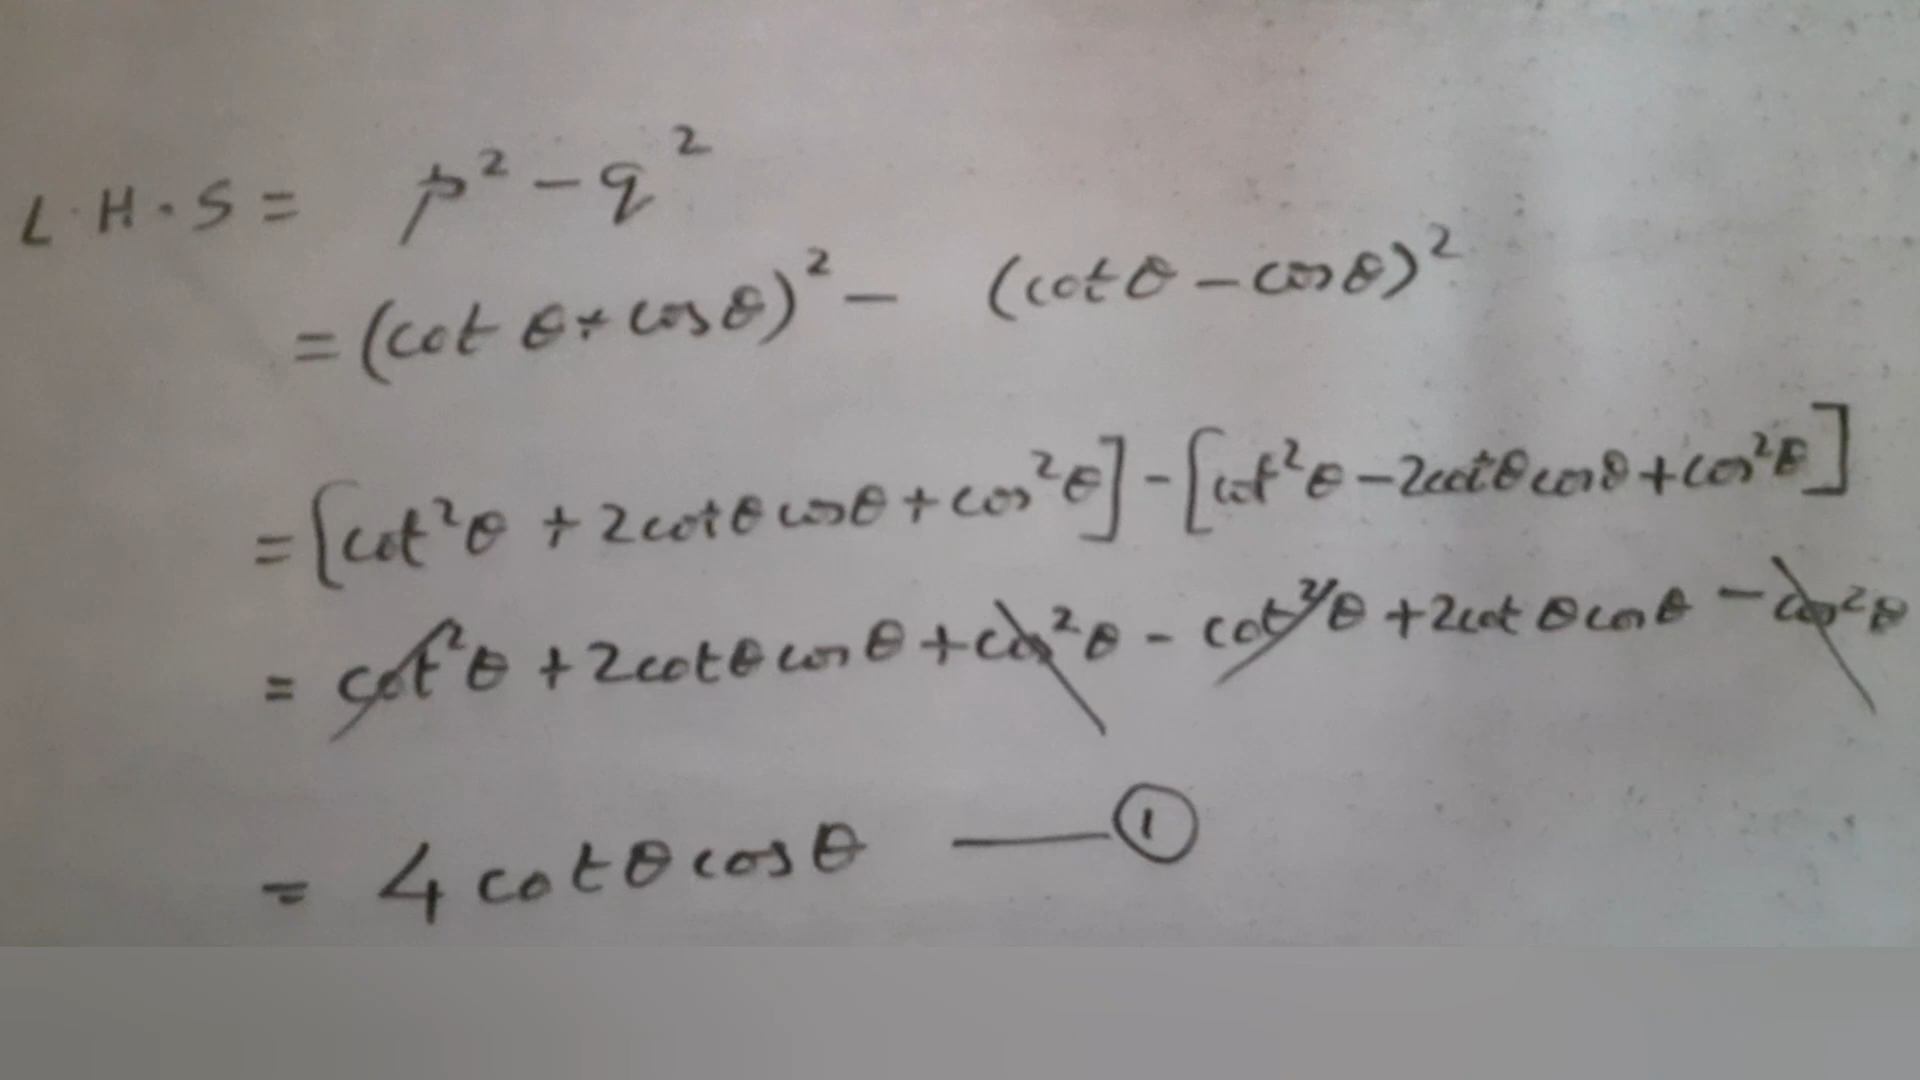 L.H.S = p² - q²
= (cot θ + cos θ)² - (cot θ - cos θ)²
= [cot²θ + 2cot θ cos θ + cos²θ] - [cot²θ - 2cot θ cos θ + cos²θ]
= cot²θ + 2cot θ cos θ + cos²θ - cot²θ + 2cot θ cos θ - cos²θ
= 4 cot θ cos θ — ①